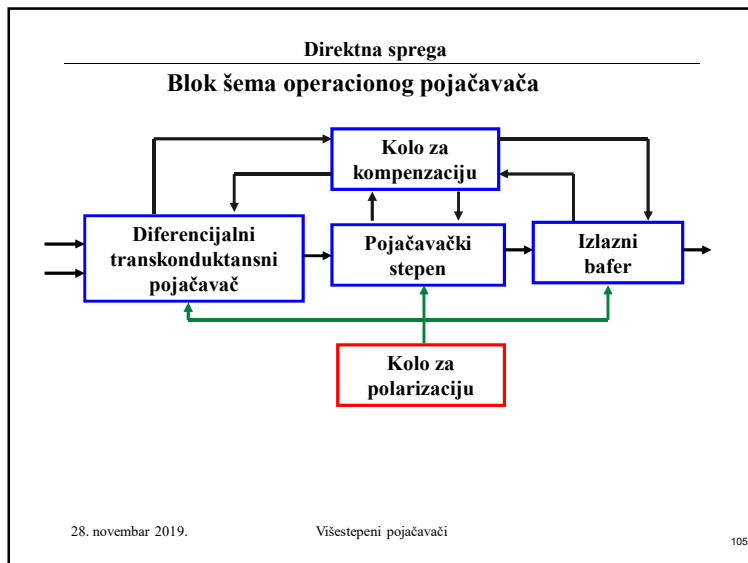 Direktna sprega
Blok šema operacionog pojačavača
Kolo za
kompenzaciju
Diferencijalni
transkonduktansni
pojačavač
Pojačavački
stepen
Izlazni
bafer
Kolo za
polarizaciju
28. novembar 2019.
Višestepeni pojačavači
105